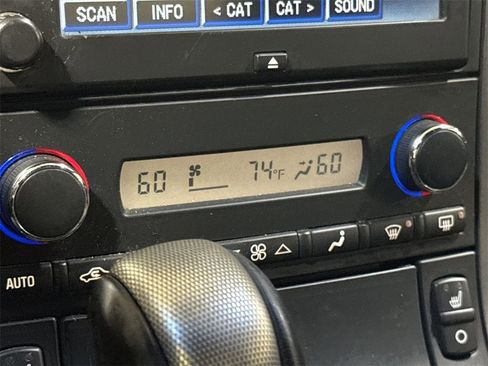 SCAN INFO < CAT CAT > SOUND
60 74°F 60
AUTO